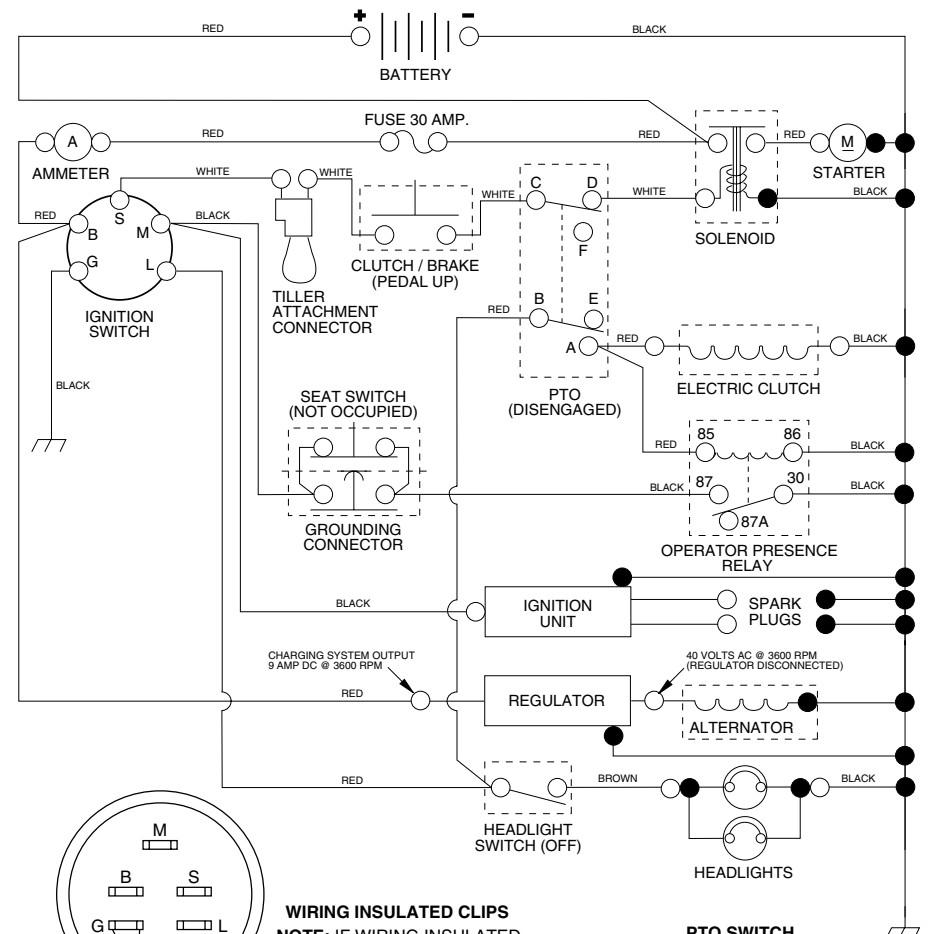 + -
RED
BLACK
BATTERY
FUSE 30 AMP.
A
RED
RED
RED
M
AMMETER
STARTER
WHITE
WHITE
WHITE
C
D
WHITE
BLACK
S
RED
B
M
BLACK
F
SOLENOID
G
L
CLUTCH / BRAKE
(PEDAL UP)
TILLER
ATTACHMENT
CONNECTOR
IGNITION
SWITCH
RED
B
E
A
RED
BLACK
BLACK
PTO
(DISENGAGED)
ELECTRIC CLUTCH
SEAT SWITCH
(NOT OCCUPIED)
85
86
RED
BLACK
87
30
BLACK
BLACK
87A
GROUNDING
CONNECTOR
OPERATOR PRESENCE
RELAY
BLACK
IGNITION
UNIT
SPARK
PLUGS
CHARGING SYSTEM OUTPUT
9 AMP DC @ 3600 RPM
40 VOLTS AC @ 3600 RPM
(REGULATOR DISCONNECTED)
RED
REGULATOR
ALTERNATOR
RED
BROWN
BLACK
HEADLIGHT
SWITCH (OFF)
HEADLIGHTS
M
B
S
G
L
WIRING INSULATED CLIPS
NOTE: IF WIRING INSULATED
PTO SWITCH